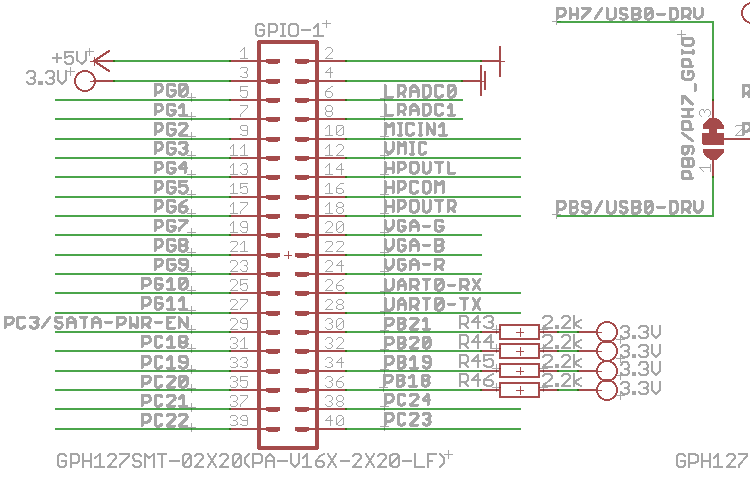 PH7/USB0-DRV
GPIO-1
+5V 1 2
3.3V 3 4
PG0 5 6 LRADC0
PG1 7 8 LRADC1
PG2 9 10 MICIN1
PG3 11 12 VMIC
PG4 13 14 HPOUTL
PG5 15 16 HPCOM
PG6 17 18 HPOUTR
PG7 19 20 VGA-G
PG8 21 22 VGA-B
PG9 23 24 VGA-R
PG10 25 26 UART0-RX
PG11 27 28 UART0-TX
PC3/SATA-PWR-EN 29 30 PB21 R43 2.2k 3.3V
PC18 31 32 PB20 R44 2.2k 3.3V
PC19 33 34 PB19 R45 2.2k 3.3V
PC20 35 36 PB18 R46 2.2k 3.3V
PC21 37 38 PC24
PC22 39 40 PC23
GPH127SMT-02X20(PA-V16X-2X20-LF)
PB9/PH7_GPIO
3
2
1
PB9/USB0-DRV
GPH127